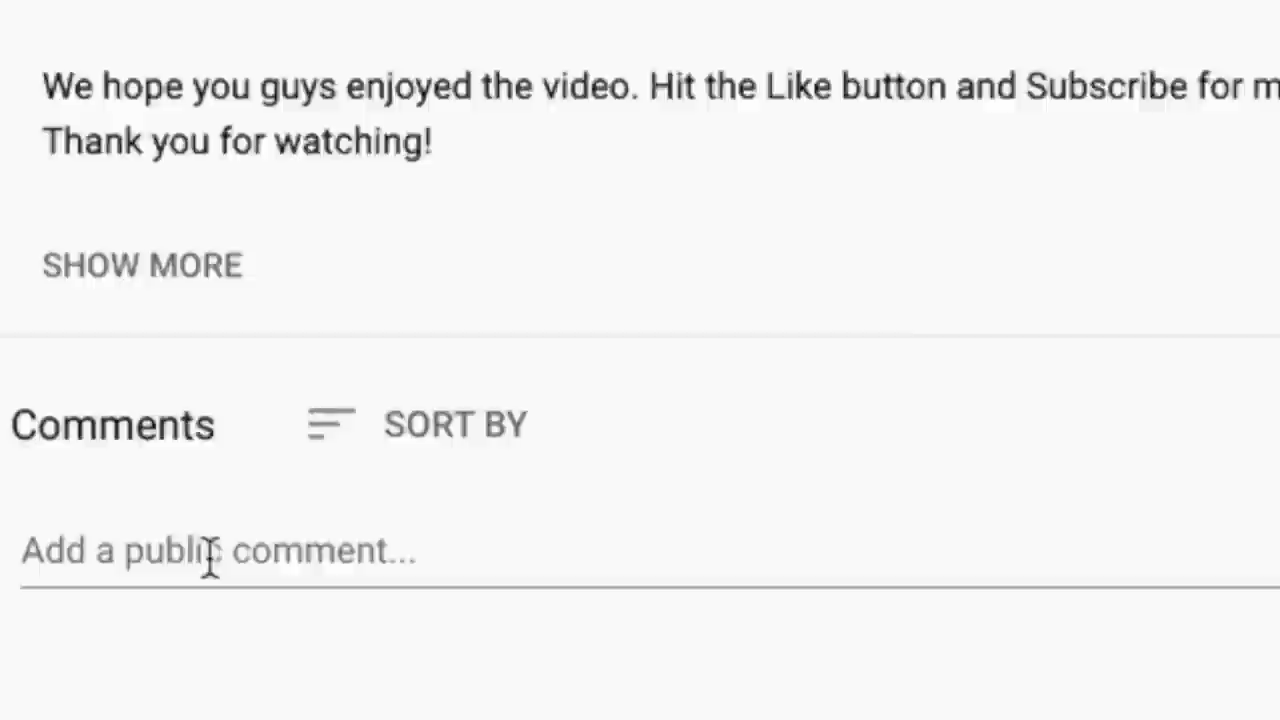 We hope you guys enjoyed the video. Hit the Like button and Subscribe for
Thank you for watching!
SHOW MORE
Comments
SORT BY
Add a public comment...